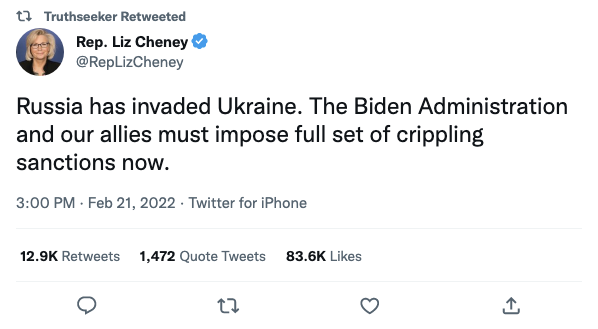 Truthseeker Retweeted
Rep. Liz Cheney
@RepLizCheney
Russia has invaded Ukraine. The Biden Administration
and our allies must impose full set of crippling
sanctions now.
3:00 PM · Feb 21, 2022 · Twitter for iPhone
12.9K Retweets 1,472 Quote Tweets 83.6K Likes